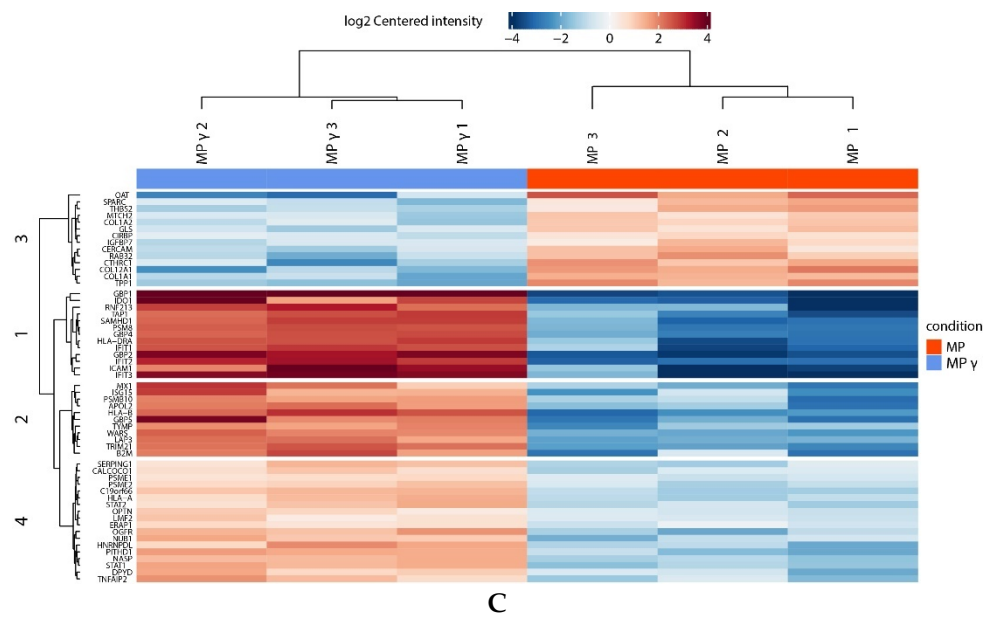 log2 Centered intensity
−4 −2 0 2 4
MP γ 2
MP γ 3
MP γ 1
MP 3
MP 2
MP 1
3
OAT
SPARC
THBS2
MTCH2
COL1A2
GLS
CIRBP
IGFBP7
CERCAM
RAB32
CTHRC1
COL12A1
COL1A1
TPP1
1
GBP1
IDO1
RNF213
TAP1
SAMHD1
PSM8
GBP4
HLA−DRA
IFIT1
GBP2
IFIT2
ICAM1
IFIT3
2
MX1
ISG15
PSMB10
APOL2
HLA−B
GBP5
TYMP
WARS
LAP3
TRIM21
B2M
4
SERPING1
CALCOCO1
PSME1
PSME2
C19orf66
HLA−A
STAT2
OPTN
LMF2
ERAP1
OGFR
NUB1
HNRNPDL
PITHD1
NASP
STAT1
DPYD
TNFAIP2
condition
MP
MP γ
C